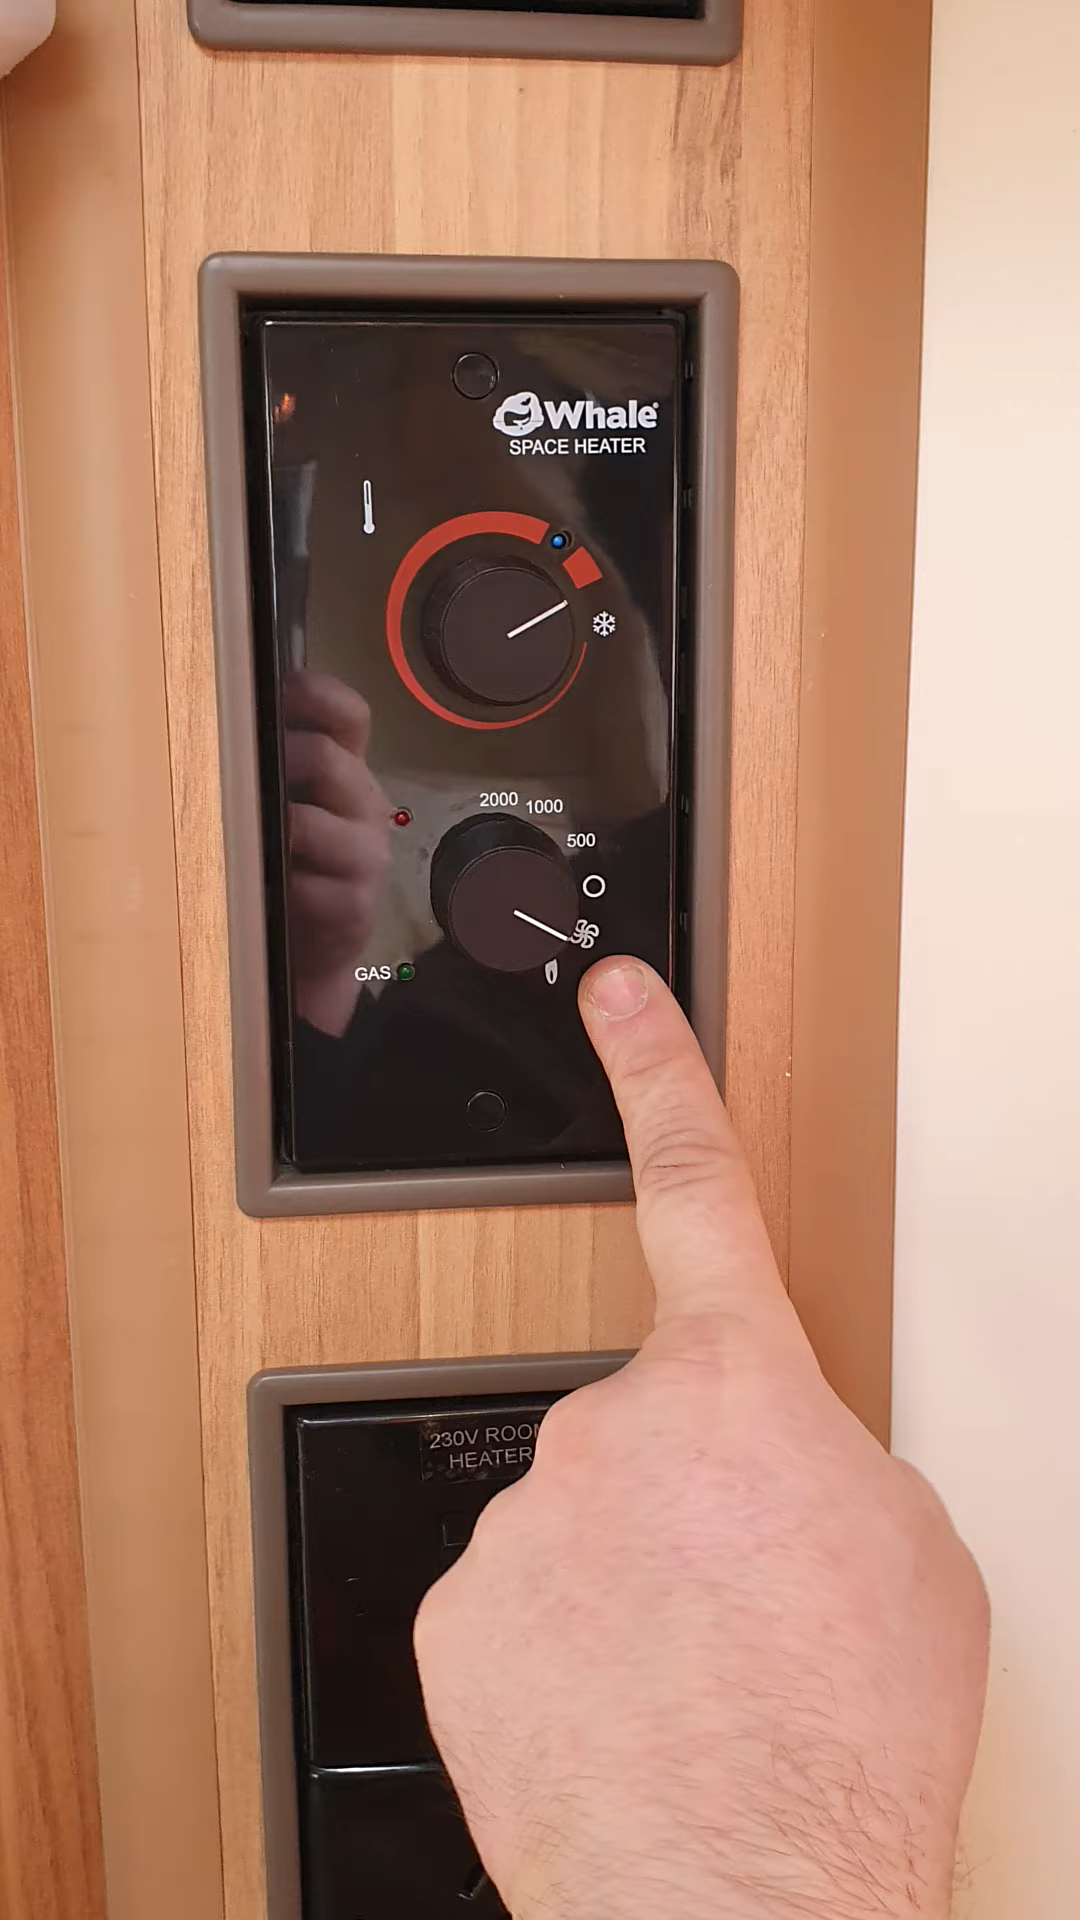 Whale®
SPACE HEATER
2000 1000
500
GAS
230V ROOM
HEATER